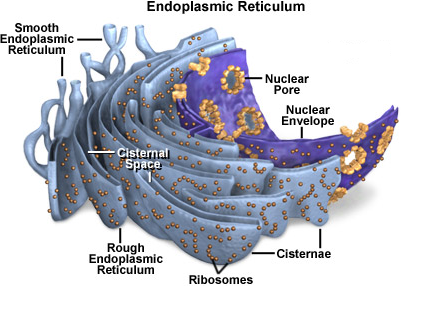 Endoplasmic Reticulum
Smooth
Endoplasmic
Reticulum
Nuclear
Pore
Nuclear
Envelope
Cisternal
Space
Rough
Endoplasmic
Reticulum
Ribosomes
Cisternae